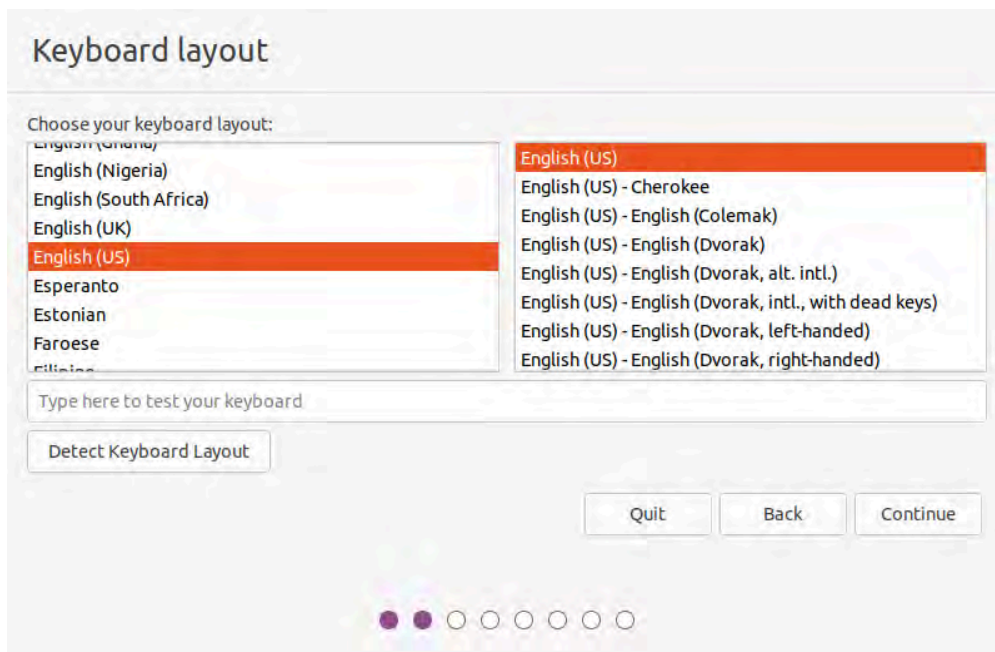 Keyboard layout
Choose your keyboard layout:
English (Ghana)
English (Nigeria)
English (South Africa)
English (UK)
English (US)
Esperanto
Estonian
Faroese
Filipino
English (US)
English (US) - Cherokee
English (US) - English (Colemak)
English (US) - English (Dvorak)
English (US) - English (Dvorak, alt. intl.)
English (US) - English (Dvorak, intl., with dead keys)
English (US) - English (Dvorak, left-handed)
English (US) - English (Dvorak, right-handed)
Type here to test your keyboard
Detect Keyboard Layout
Quit
Back
Continue